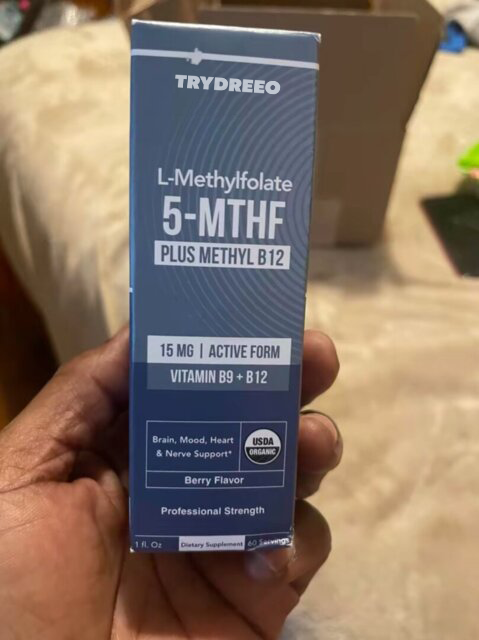 TRYDREEO
L-Methylfolate
5-MTHF
PLUS METHYL B12
15 MG | ACTIVE FORM
VITAMIN B9 + B12
Brain, Mood, Heart
& Nerve Support*
USDA
ORGANIC
Berry Flavor
Professional Strength
1 fl. Oz
Dietary Supplement
60 Servings